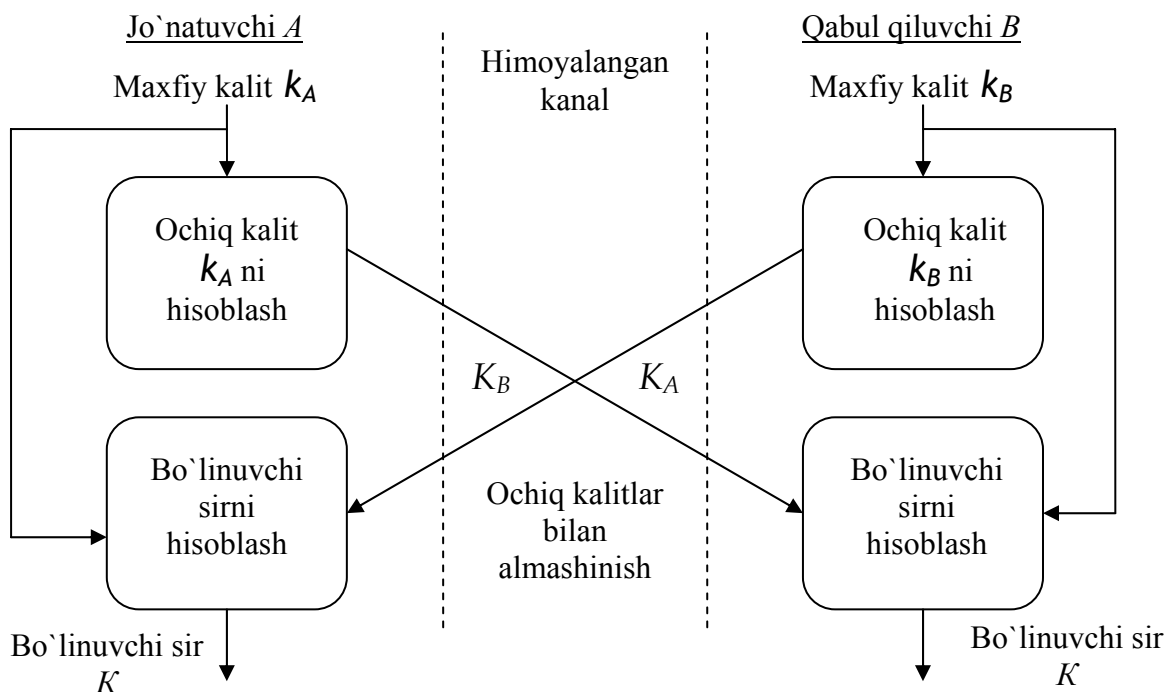 Jo`natuvchi A
Maxfiy kalit kA
Ochiq kalit
kA ni
hisoblash
Bo`linuvchi
sirni
hisoblash
Bo`linuvchi sir
K
Himoyalangan
kanal
KB
KA
Ochiq kalitlar
bilan
almashinish
Qabul qiluvchi B
Maxfiy kalit kB
Ochiq kalit
kB ni
hisoblash
Bo`linuvchi
sirni
hisoblash
Bo`linuvchi sir
K